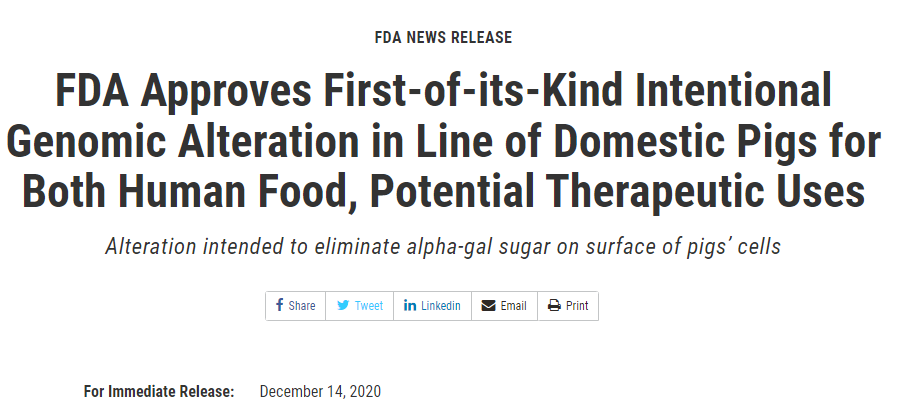 FDA NEWS RELEASE
FDA Approves First-of-its-Kind Intentional
Genomic Alteration in Line of Domestic Pigs for
Both Human Food, Potential Therapeutic Uses
Alteration intended to eliminate alpha-gal sugar on surface of pigs’ cells
Share Tweet Linkedin Email Print
For Immediate Release: December 14, 2020